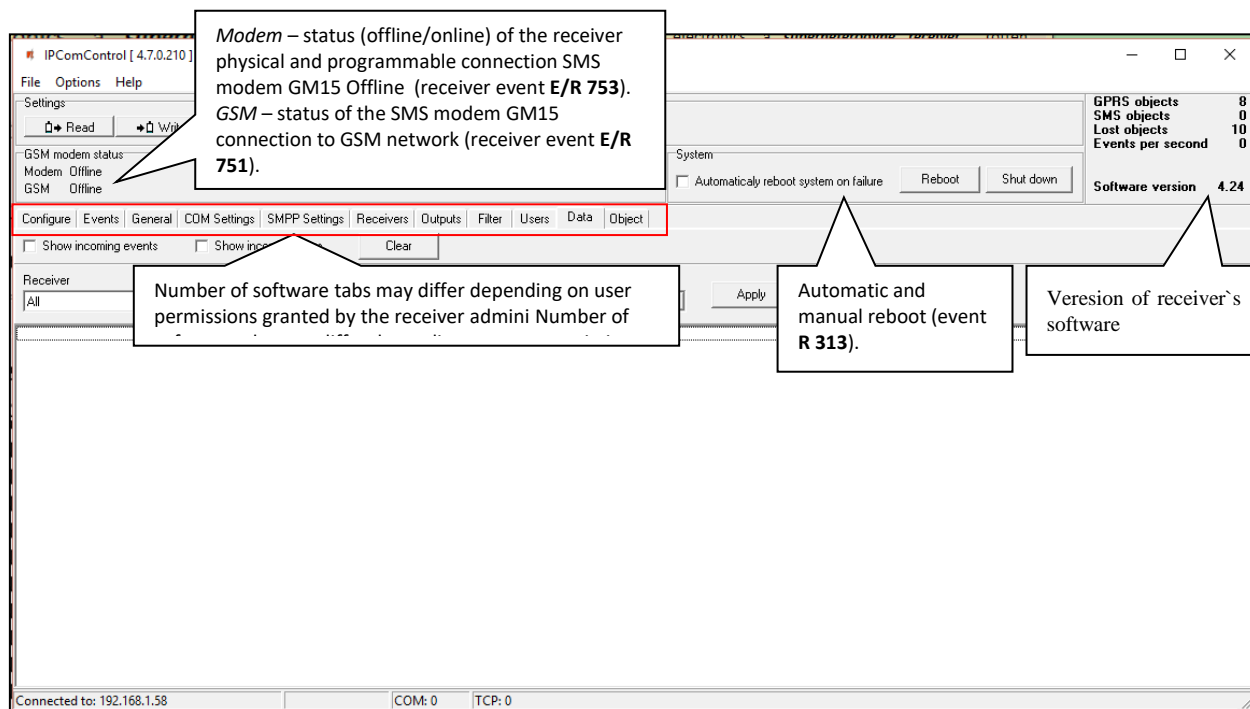 superheterodyne receiver
IPComControl [ 4.7.0.210 ]
File Options Help
Settings
Read
Modem – status (offline/online) of the receiver
physical and programmable connection SMS
modem GM15 Offline (receiver event E/R 753).
GSM – status of the SMS modem GM15
connection to GSM network (receiver event E/R
751).
GPRS objects 8
SMS objects 0
Lost objects 10
Events per second 0
Software version 4.24
GSM modem status
Modem Offline
GSM Offline
System
Automaticaly reboot system on failure
Reboot
Shut down
Configure Events General COM Settings SMPP Settings Receivers Outputs Filter Users Data Object
Show incoming events
Clear
Receiver
All
Apply
Number of software tabs may differ depending on user
permissions granted by the receiver admini Number of
Automatic and
manual reboot (event
R 313).
Veresion of receiver`s
software
Connected to: 192.168.1.58
COM: 0
TCP: 0